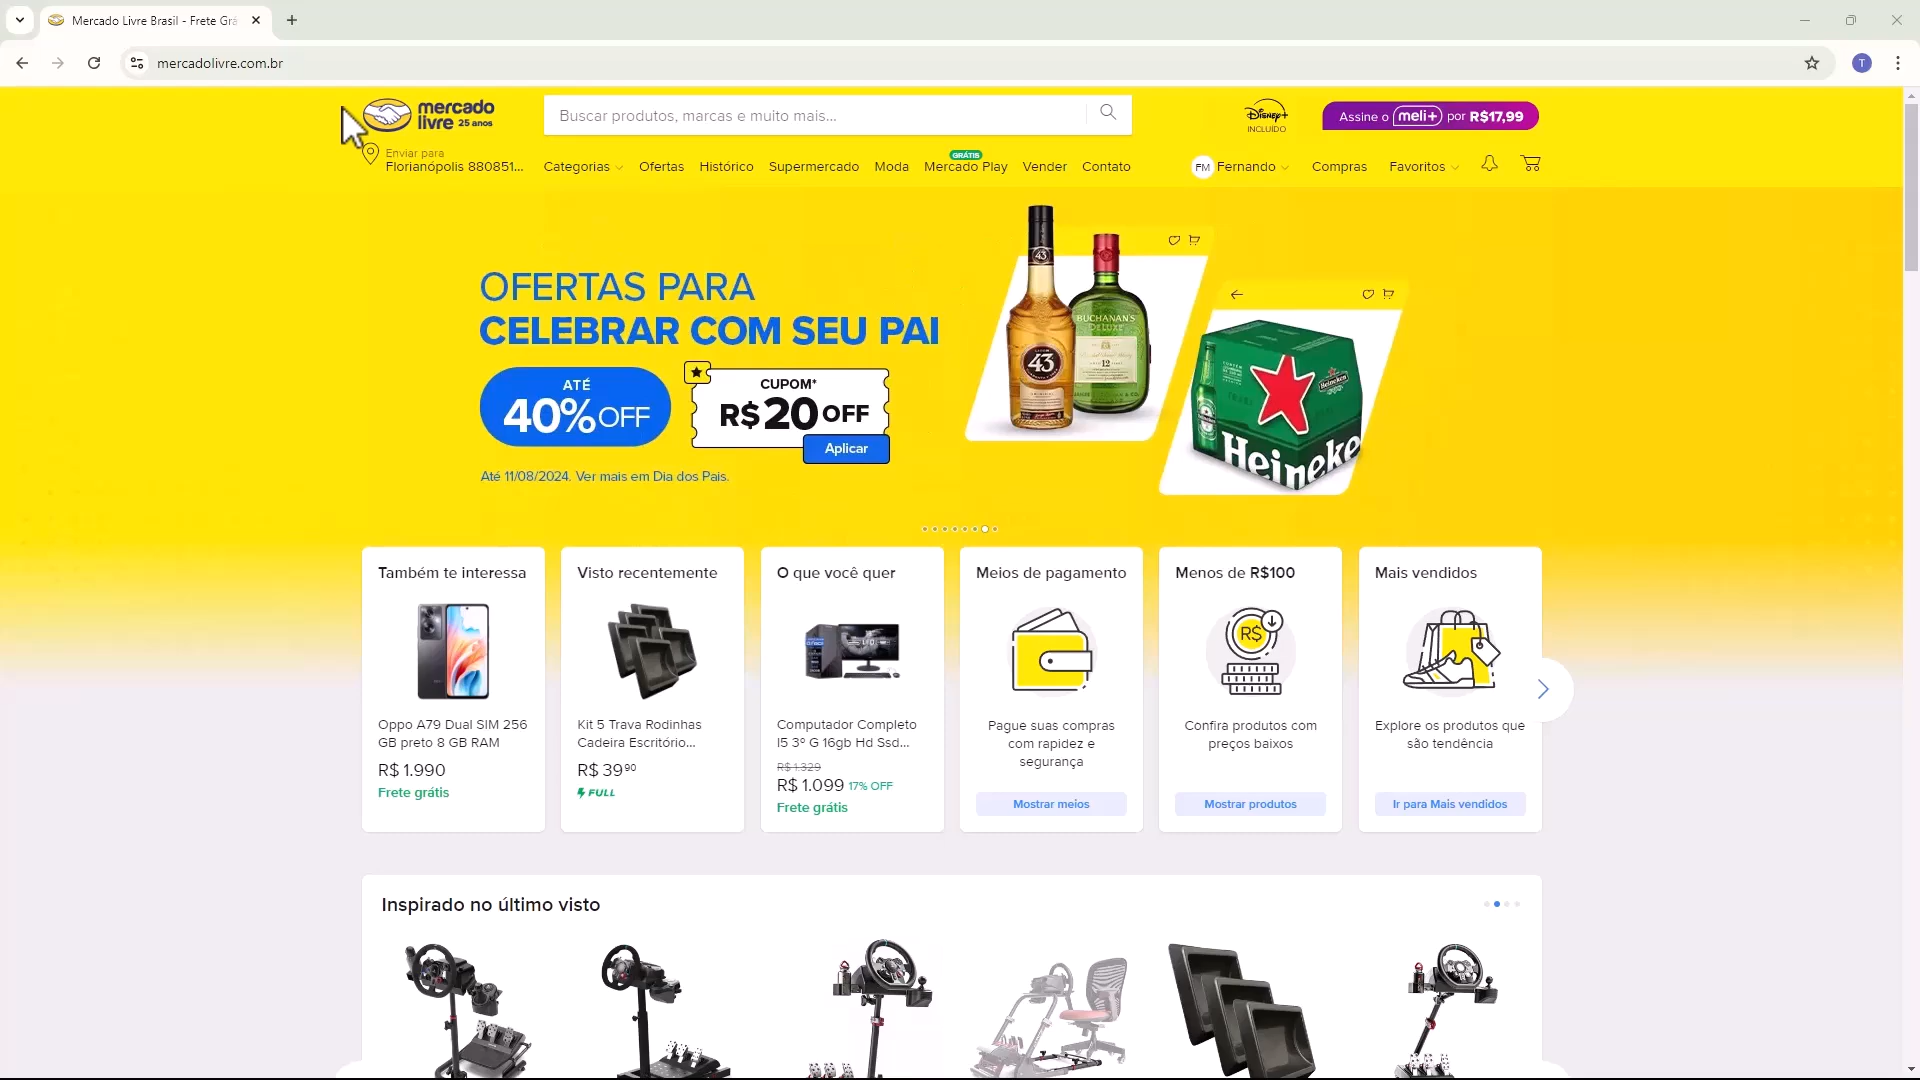 Mercado Livre Brasil - Frete Grá
mercadolivre.com.br
mercado
livre 25 anos
Buscar produtos, marcas e muito mais...
Disney+
INCLUÍDO
Assine o meli+ por R$17,99
Enviar para
Florianópolis 880851...
Categorias
Ofertas
Histórico
Supermercado
Moda
GRÁTIS
Mercado Play
Vender
Contato
FM Fernando
Compras
Favoritos
T
OFERTAS PARA
CELEBRAR COM SEU PAI
ATÉ
40% OFF
CUPOM*
R$20 OFF
Aplicar
Até 11/08/2024. Ver mais em Dia dos Pais.
43
43
BUCHANAN'S
DELUXE
12
Heineken
Heineke
Também te interessa
Oppo A79 Dual SIM 256
GB preto 8 GB RAM
R$ 1.990
Frete grátis
Visto recentemente
Kit 5 Trava Rodinhas
Cadeira Escritório...
R$ 3990
FULL
O que você quer
Computador Completo
I5 3º G 16gb Hd Ssd...
R$ 1.329
R$ 1.099 17% OFF
Frete grátis
Meios de pagamento
Pague suas compras
com rapidez e
segurança
Mostrar meios
Menos de R$100
R$
Confira produtos com
preços baixos
Mostrar produtos
Mais vendidos
Explore os produtos que
são tendência
Ir para Mais vendidos
Inspirado no último visto